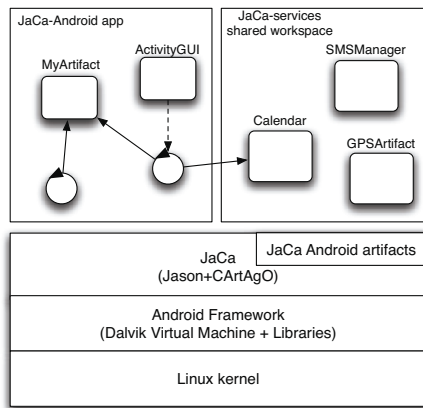 JaCa-Android app
JaCa-services
shared workspace
ActivityGUI
MyArtifact
SMSManager
Calendar
GPSArtifact
JaCa Android artifacts
JaCa
(Jason+CArtAgO)
Android Framework
(Dalvik Virtual Machine + Libraries)
Linux kernel